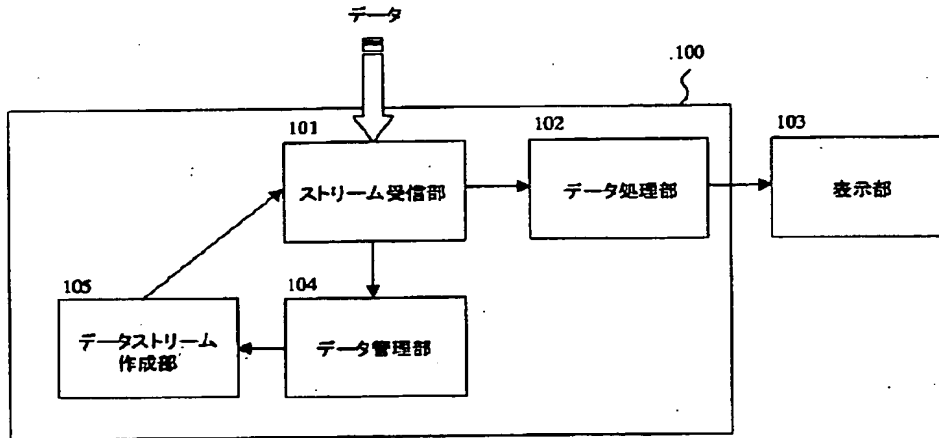 データ
100
101
102
103
ストリーム受信部
データ処理部
表示部
105
104
データストリーム
作成部
データ管理部